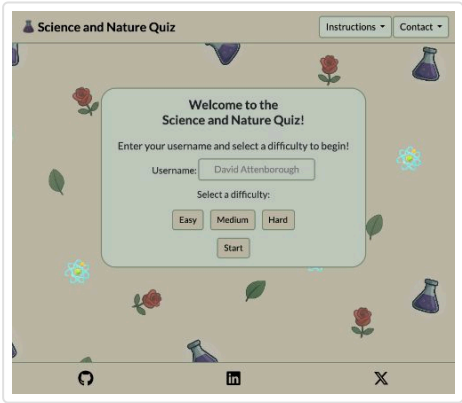 Science and Nature Quiz
Instructions
Contact
Welcome to the
Science and Nature Quiz!
Enter your username and select a difficulty to begin!
Username: David Attenborough
Select a difficulty:
Easy Medium Hard
Start